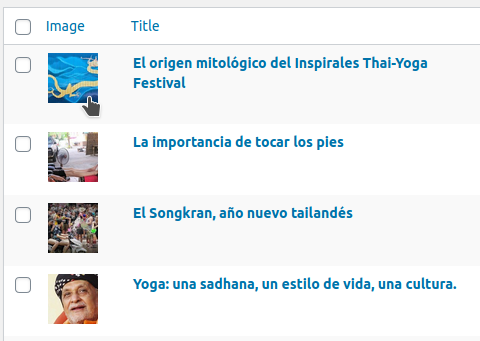 Image Title
El origen mitológico del Inspirales Thai-Yoga
Festival
La importancia de tocar los pies
El Songkran, año nuevo tailandés
Yoga: una sadhana, un estilo de vida, una cultura.